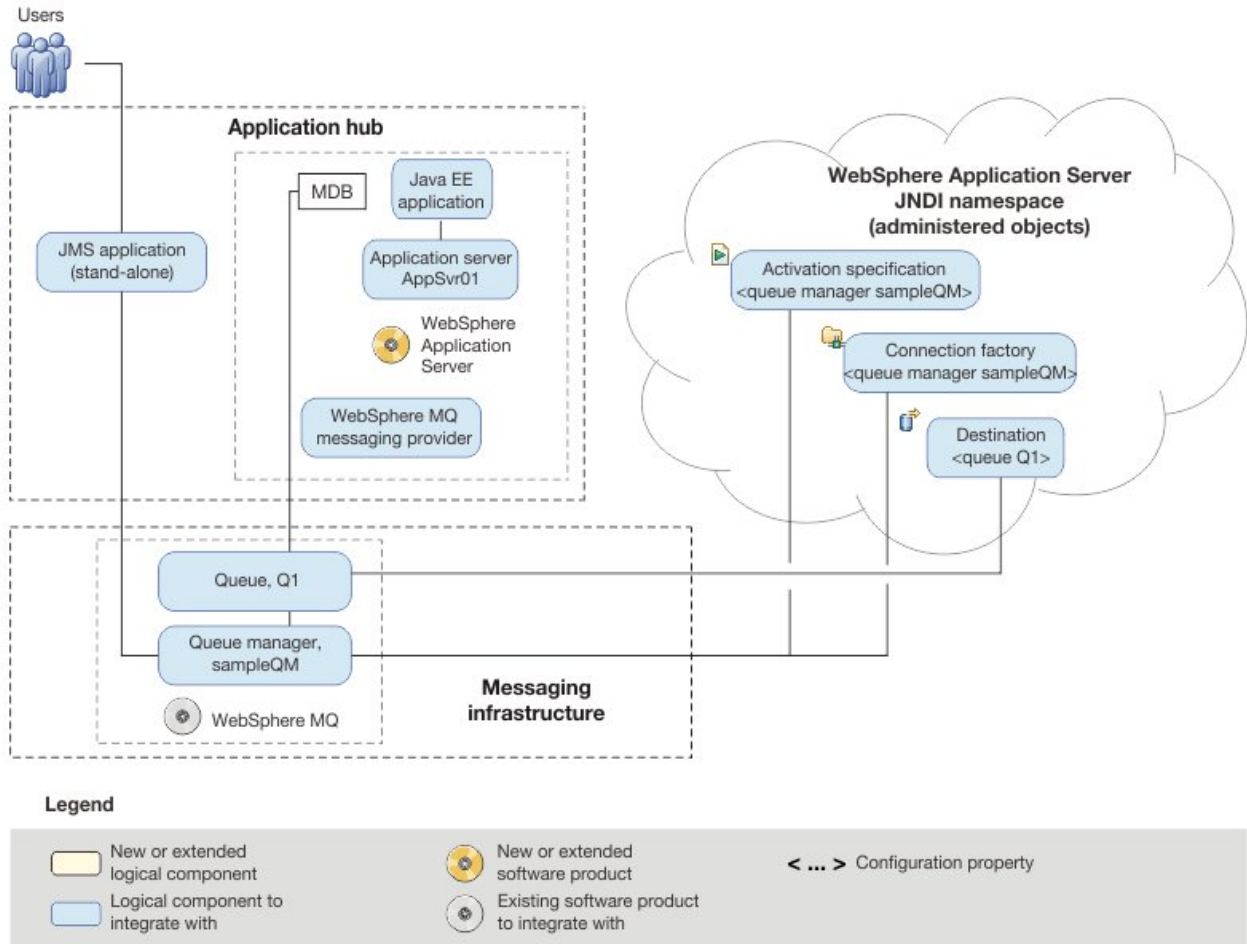 Users
Application hub
MDB
Java EE
application
JMS application
(stand-alone)
Application server
AppSvr01
WebSphere
Application
Server
WebSphere MQ
messaging provider
WebSphere Application Server
JNDI namespace
(administered objects)
Activation specification
<queue manager sampleQM>
Connection factory
<queue manager sampleQM>
Destination
<queue Q1>
Queue, Q1
Queue manager,
sampleQM
WebSphere MQ
Messaging
infrastructure
Legend
New or extended
logical component
Logical component to
integrate with
New or extended
software product
Existing software product
to integrate with
< ... > Configuration property